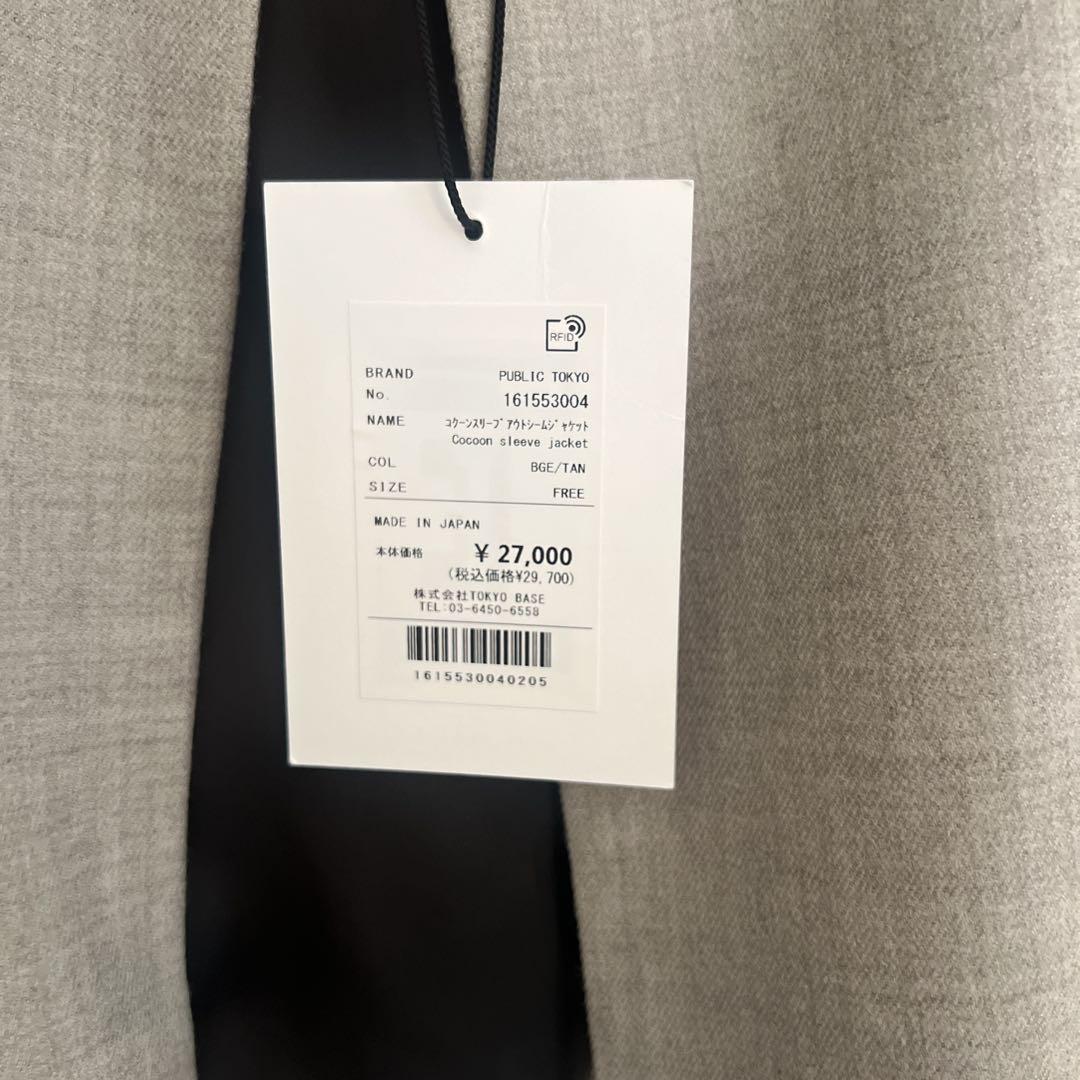 RFID
BRAND PUBLIC TOKYO
No. 161553004
NAME コクーンスリーブアウトシームジャケット
Cocoon sleeve jacket
COL BGE/TAN
SIZE FREE
MADE IN JAPAN
本体価格 ¥ 27,000
(税込価格¥29,700)
株式会社TOKYO BASE
TEL:03-6450-6558
1615530040205